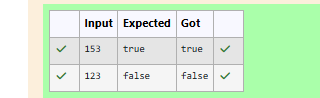 Input Expected Got
153 true true
123 false false